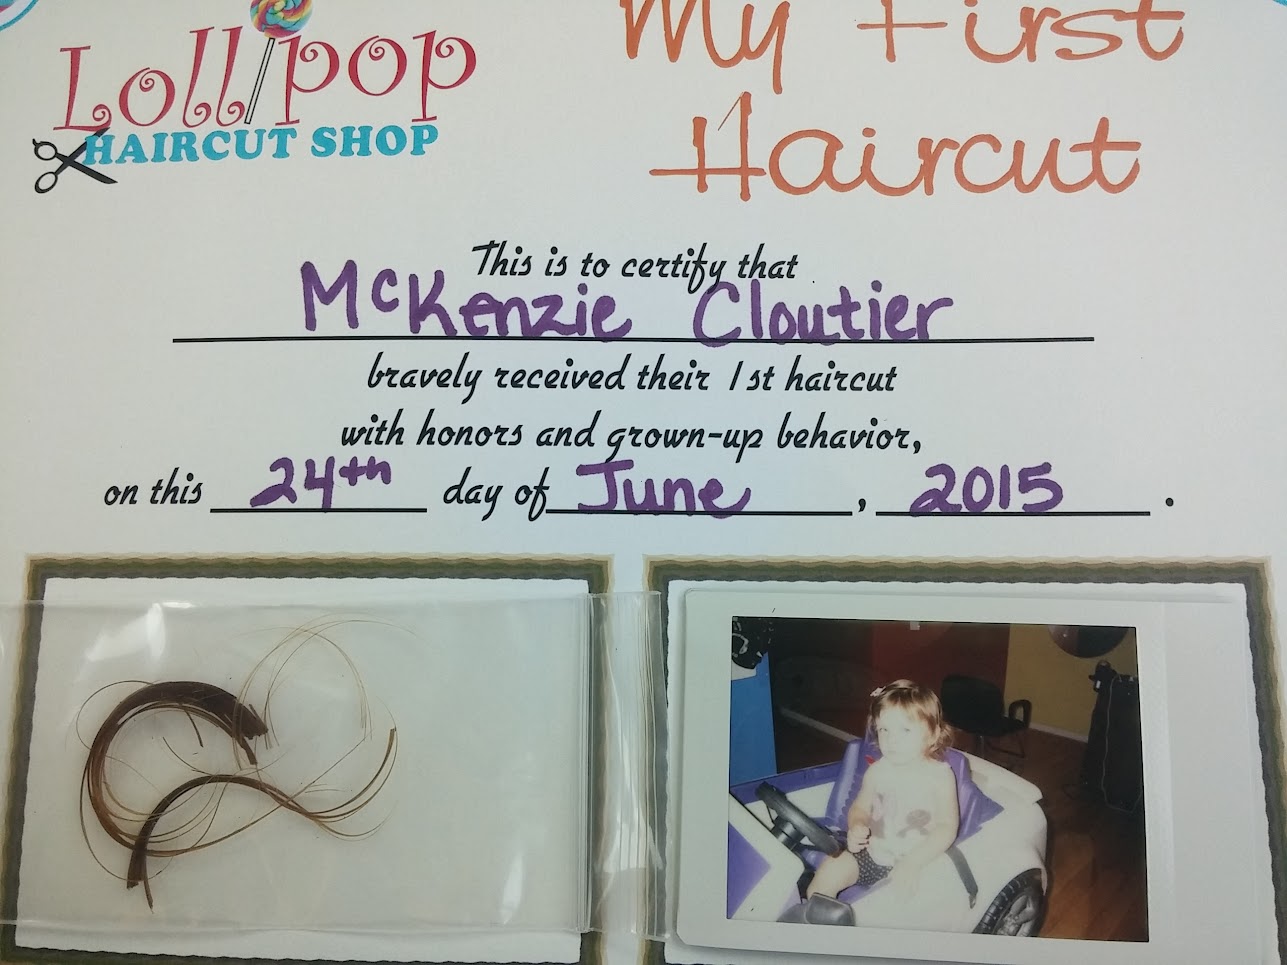 Lollipop
HAIRCUT SHOP
My First
Haircut
This is to certify that
McKenzie Cloutier
bravely received their 1st haircut
with honors and grown-up behavior,
on this 24th day of June, 2015.